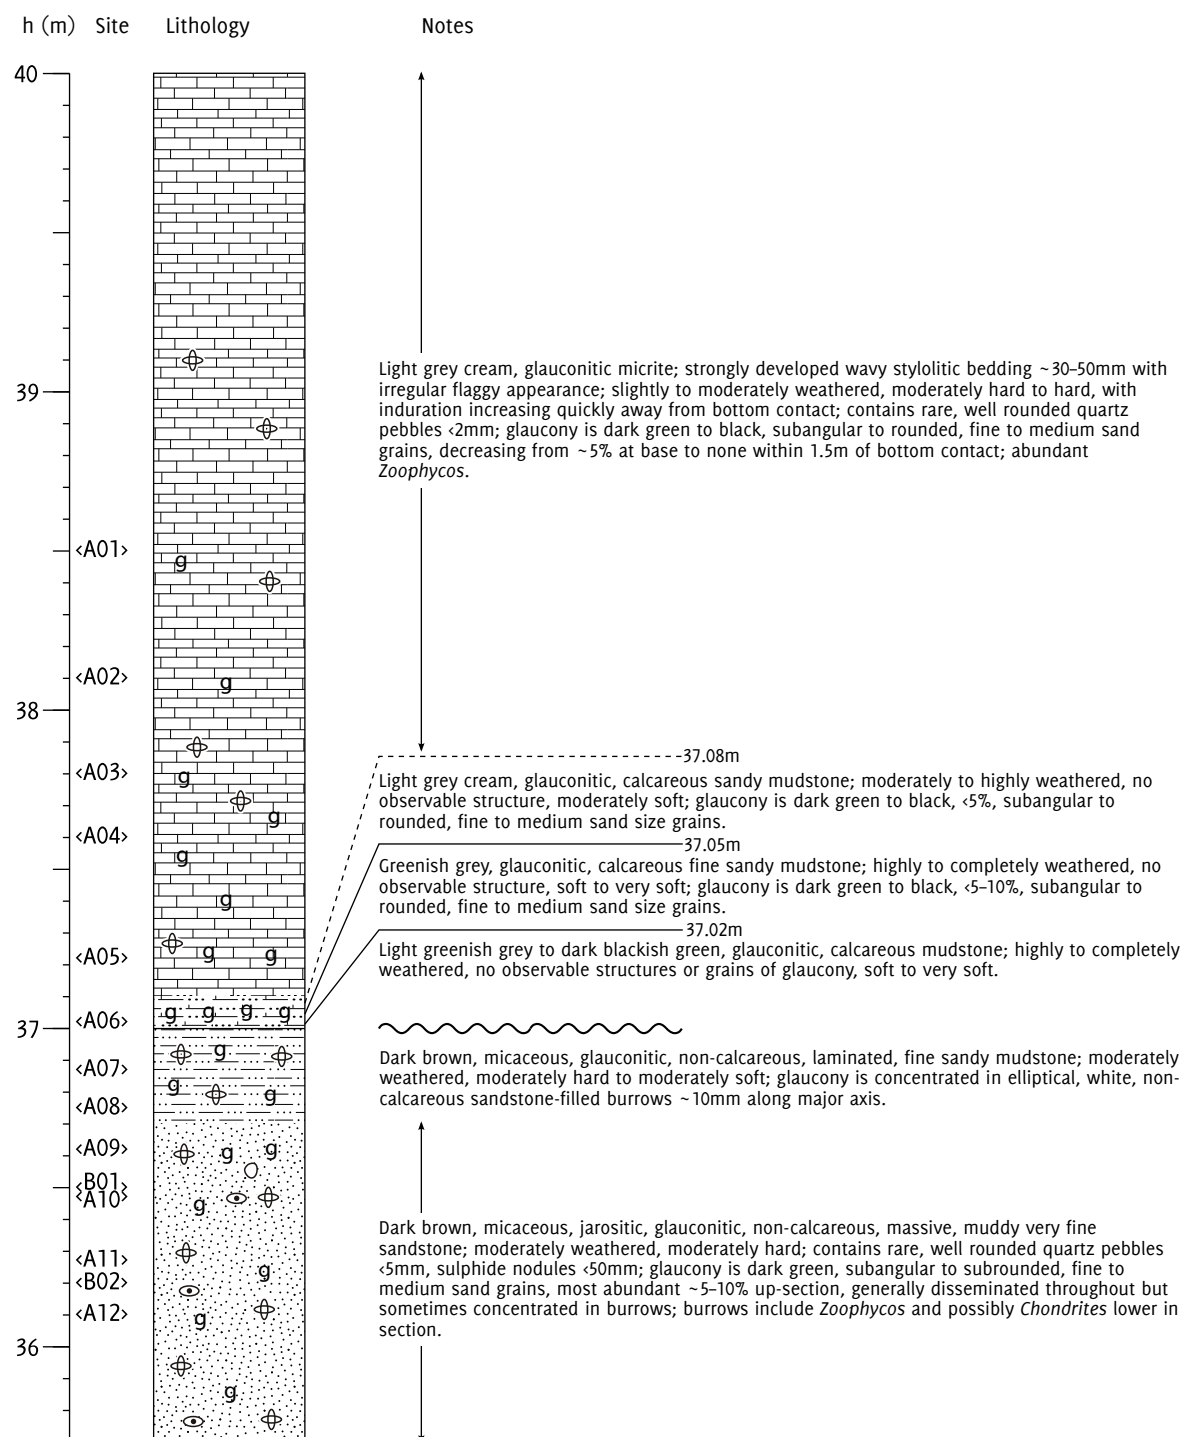 h (m) Site Lithology Notes
40
Light grey cream, glauconitic micrite; strongly developed wavy stylolitic bedding ~30–50mm with
irregular flaggy appearance; slightly to moderately weathered, moderately hard to hard, with
39
induration increasing quickly away from bottom contact; contains rare, well rounded quartz
pebbles <2mm; glaucony is dark green to black, subangular to rounded, fine to medium sand
grains, decreasing from ~5% at base to none within 1.5m of bottom contact; abundant
Zoophycos.
<A01>
g
<A02>
g
38
37.08m
<A03> g
Light grey cream, glauconitic, calcareous sandy mudstone; moderately to highly weathered, no
observable structure, moderately soft; glaucony is dark green to black, <5%, subangular to
rounded, fine to medium sand size grains.
g
<A04>
37.05m
g
Greenish grey, glauconitic, calcareous fine sandy mudstone; highly to completely weathered, no
observable structure, soft to very soft; glaucony is dark green to black, <5–10%, subangular to
rounded, fine to medium sand size grains.
g
37.02m
<A05> g g
Light greenish grey to dark blackish green, glauconitic, calcareous mudstone; highly to completely
weathered, no observable structures or grains of glaucony, soft to very soft.
g g g g
<A06>
37
g
Dark brown, micaceous, glauconitic, non-calcareous, laminated, fine sandy mudstone; moderately
<A07>
weathered, moderately hard to moderately soft; glaucony is concentrated in elliptical, white, non-
calcareous sandstone-filled burrows ~10mm along major axis.
g g
<A08>
<A09> g g
<B01>
<A10> g
Dark brown, micaceous, jarositic, glauconitic, non-calcareous, massive, muddy very fine
sandstone; moderately weathered, moderately hard; contains rare, well rounded quartz pebbles
<A11>
<5mm, sulphide nodules <50mm; glaucony is dark green, subangular to subrounded, fine to
g
<B02>
medium sand grains, most abundant ~5–10% up-section, generally disseminated throughout but
sometimes concentrated in burrows; burrows include Zoophycos and possibly Chondrites lower in
section.
<A12> g
36
g